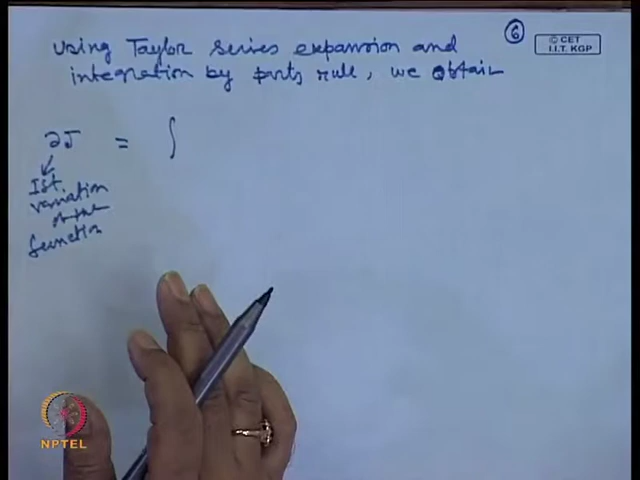 Using Taylor series expansion and
integration by parts rule, we obtain
6
© CET
I.I.T. KGP
∂J = ∫
Ist.
variation
of the
function
NPTEL